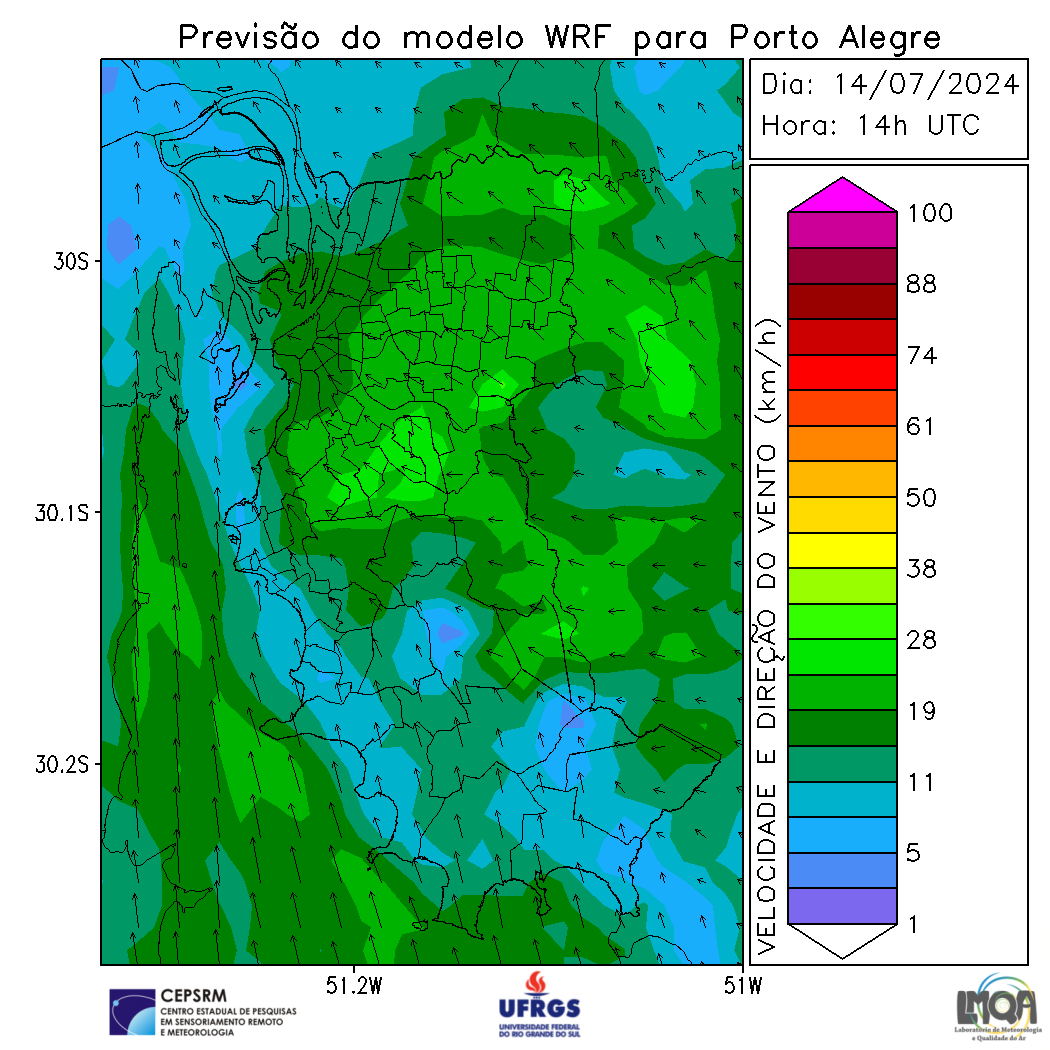 Previsão do modelo WRF para Porto Alegre
Dia: 14/07/2024
Hora: 14h UTC
30S
30.1S
30.2S
51.2W
51W
VELOCIDADE E DIREÇÃO DO VENTO (km/h)
100
88
74
61
50
38
28
19
11
5
1
CEPSRM
CENTRO ESTADUAL DE PESQUISAS
EM SENSORIAMENTO REMOTO
E METEOROLOGIA
UFRGS
UNIVERSIDADE FEDERAL
DO RIO GRANDE DO SUL
LMQA
Laboratório de Meteorologia
e Qualidade do Ar